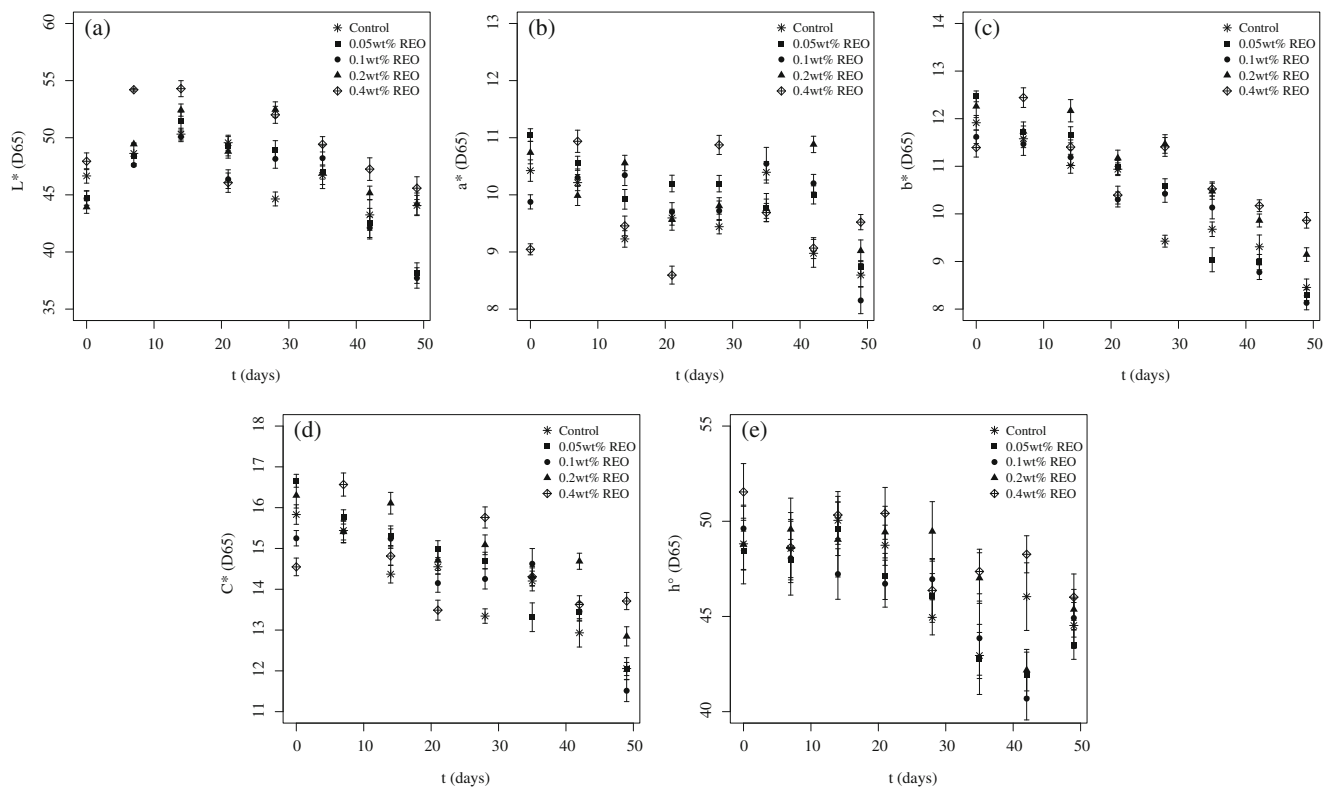 (a)
Control
0.05wt% REO
0.1wt% REO
0.2wt% REO
0.4wt% REO
L* (D65)
60
55
50
45
40
35
0 10 20 30 40 50
t (days)
(b)
Control
0.05wt% REO
0.1wt% REO
0.2wt% REO
0.4wt% REO
a* (D65)
13
12
11
10
9
8
0 10 20 30 40 50
t (days)
(c)
Control
0.05wt% REO
0.1wt% REO
0.2wt% REO
0.4wt% REO
b* (D65)
14
13
12
11
10
9
8
0 10 20 30 40 50
t (days)
(d)
Control
0.05wt% REO
0.1wt% REO
0.2wt% REO
0.4wt% REO
C* (D65)
18
17
16
15
14
13
12
11
0 10 20 30 40 50
t (days)
(e)
Control
0.05wt% REO
0.1wt% REO
0.2wt% REO
0.4wt% REO
h° (D65)
55
50
45
40
0 10 20 30 40 50
t (days)